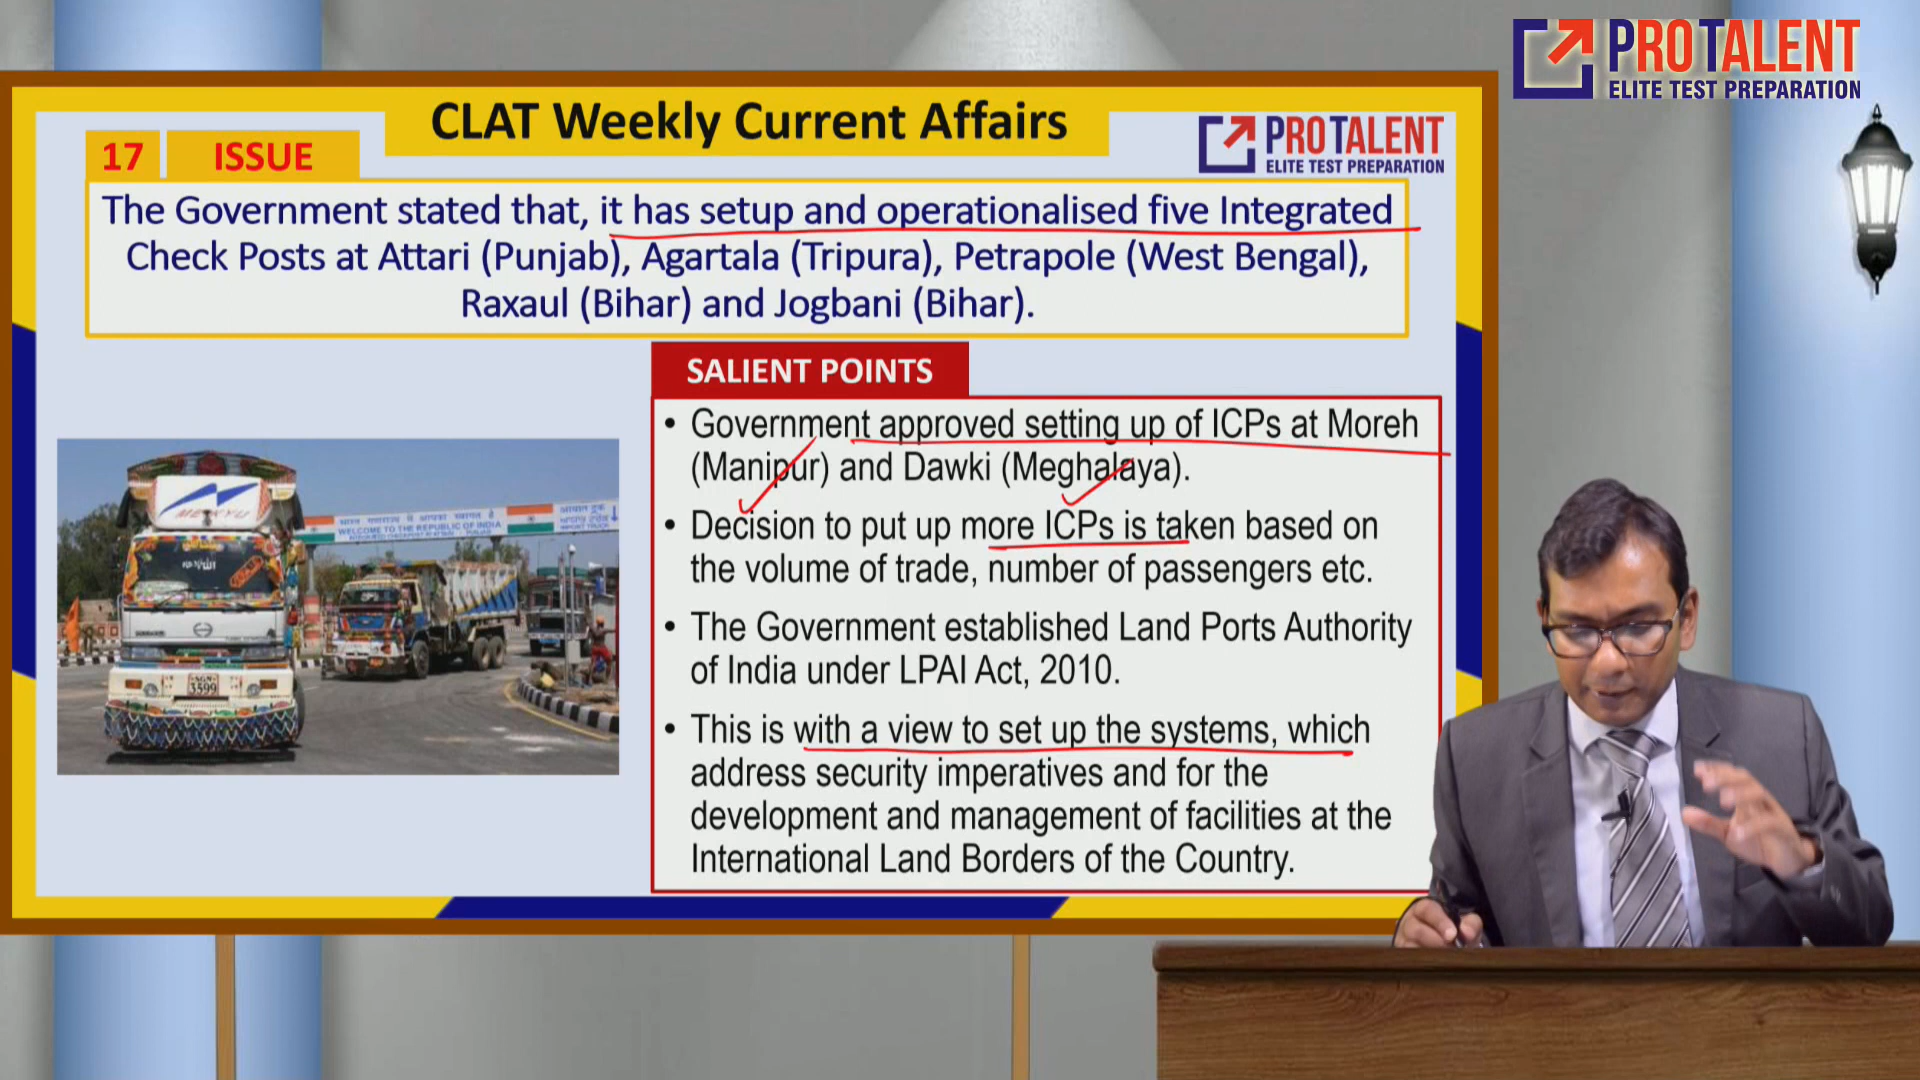 PROTALENT
ELITE TEST PREPARATION
CLAT Weekly Current Affairs
17
ISSUE
PROTALENT
ELITE TEST PREPARATION
The Government stated that, it has setup and operationalised five Integrated
Check Posts at Attari (Punjab), Agartala (Tripura), Petrapole (West Bengal),
Raxaul (Bihar) and Jogbani (Bihar).
SALIENT POINTS
• Government approved setting up of ICPs at Moreh
(Manipur) and Dawki (Meghalaya).
• Decision to put up more ICPs is taken based on
the volume of trade, number of passengers etc.
• The Government established Land Ports Authority
of India under LPAI Act, 2010.
• This is with a view to set up the systems, which
address security imperatives and for the
development and management of facilities at the
International Land Borders of the Country.
भारत गणराज्य में आपका स्वागत है
WELCOME TO THE REPUBLIC OF INDIA
3599